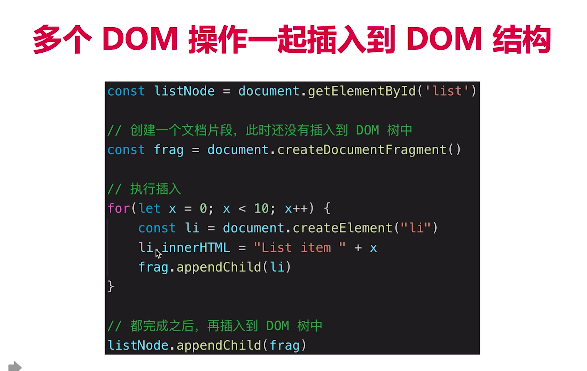 多个 DOM 操作一起插入到 DOM 结构
const listNode = document.getElementById('list')
// 创建一个文档片段，此时还没有插入到 DOM 树中
const frag = document.createDocumentFragment()
// 执行插入
for(let x = 0; x < 10; x++) {
const li = document.createElement("li")
li.innerHTML = "List item " + x
frag.appendChild(li)
}
// 都完成之后，再插入到 DOM 树中
listNode.appendChild(frag)